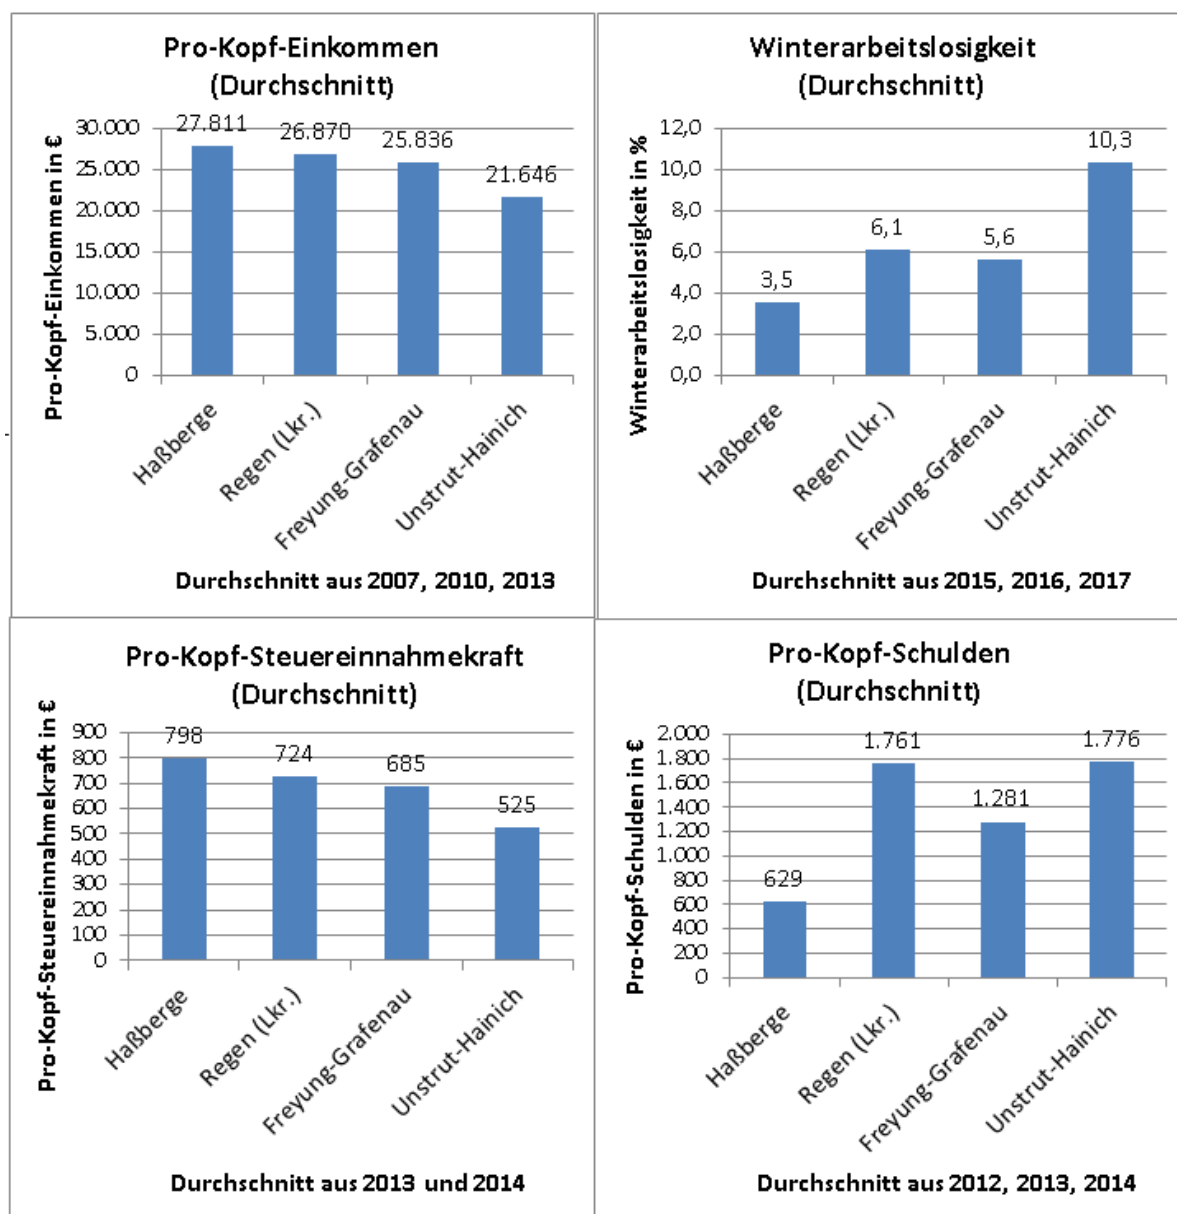 Pro-Kopf-Einkommen
(Durchschnitt)
Pro-Kopf-Einkommen in €
30.000
25.000
20.000
15.000
10.000
5.000
0
27.811
26.870
25.836
21.646
Haßberge
Regen (Lkr.)
Freyung-Grafenau
Unstrut-Hainich
Durchschnitt aus 2007, 2010, 2013
Winterarbeitslosigkeit
(Durchschnitt)
Winterarbeitslosigkeit in %
12,0
10,0
8,0
6,0
4,0
2,0
0,0
3,5
6,1
5,6
10,3
Haßberge
Regen (Lkr.)
Freyung-Grafenau
Unstrut-Hainich
Durchschnitt aus 2015, 2016, 2017
Pro-Kopf-Steuereinnahmekraft
(Durchschnitt)
Pro-Kopf-Steuereinnahmekraft in €
900
800
700
600
500
400
300
200
100
0
798
724
685
525
Haßberge
Regen (Lkr.)
Freyung-Grafenau
Unstrut-Hainich
Durchschnitt aus 2013 und 2014
Pro-Kopf-Schulden
(Durchschnitt)
Pro-Kopf-Schulden in €
2.000
1.800
1.600
1.400
1.200
1.000
800
600
400
200
0
629
1.761
1.281
1.776
Haßberge
Regen (Lkr.)
Freyung-Grafenau
Unstrut-Hainich
Durchschnitt aus 2012, 2013, 2014